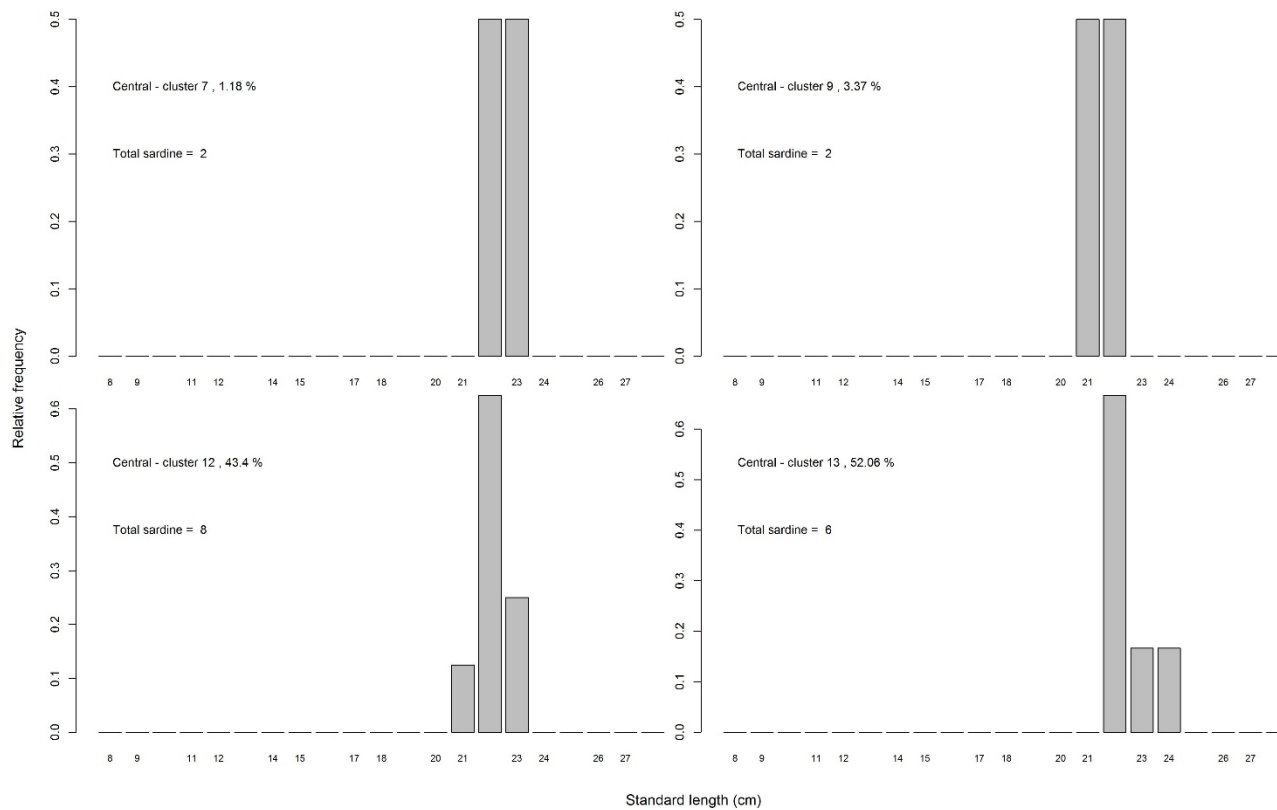 Relative frequency
0.5
0.4
0.3
0.2
0.1
0.0
Central - cluster 7 , 1.18 %
Total sardine = 2
8 9 11 12 14 15 17 18 20 21 23 24 26 27
0.5
0.4
0.3
0.2
0.1
0.0
Central - cluster 9 , 3.37 %
Total sardine = 2
8 9 11 12 14 15 17 18 20 21 23 24 26 27
0.6
0.5
0.4
0.3
0.2
0.1
0.0
Central - cluster 12 , 43.4 %
Total sardine = 8
8 9 11 12 14 15 17 18 20 21 23 24 26 27
0.6
0.5
0.4
0.3
0.2
0.1
0.0
Central - cluster 13 , 52.06 %
Total sardine = 6
8 9 11 12 14 15 17 18 20 21 23 24 26 27
Standard length (cm)